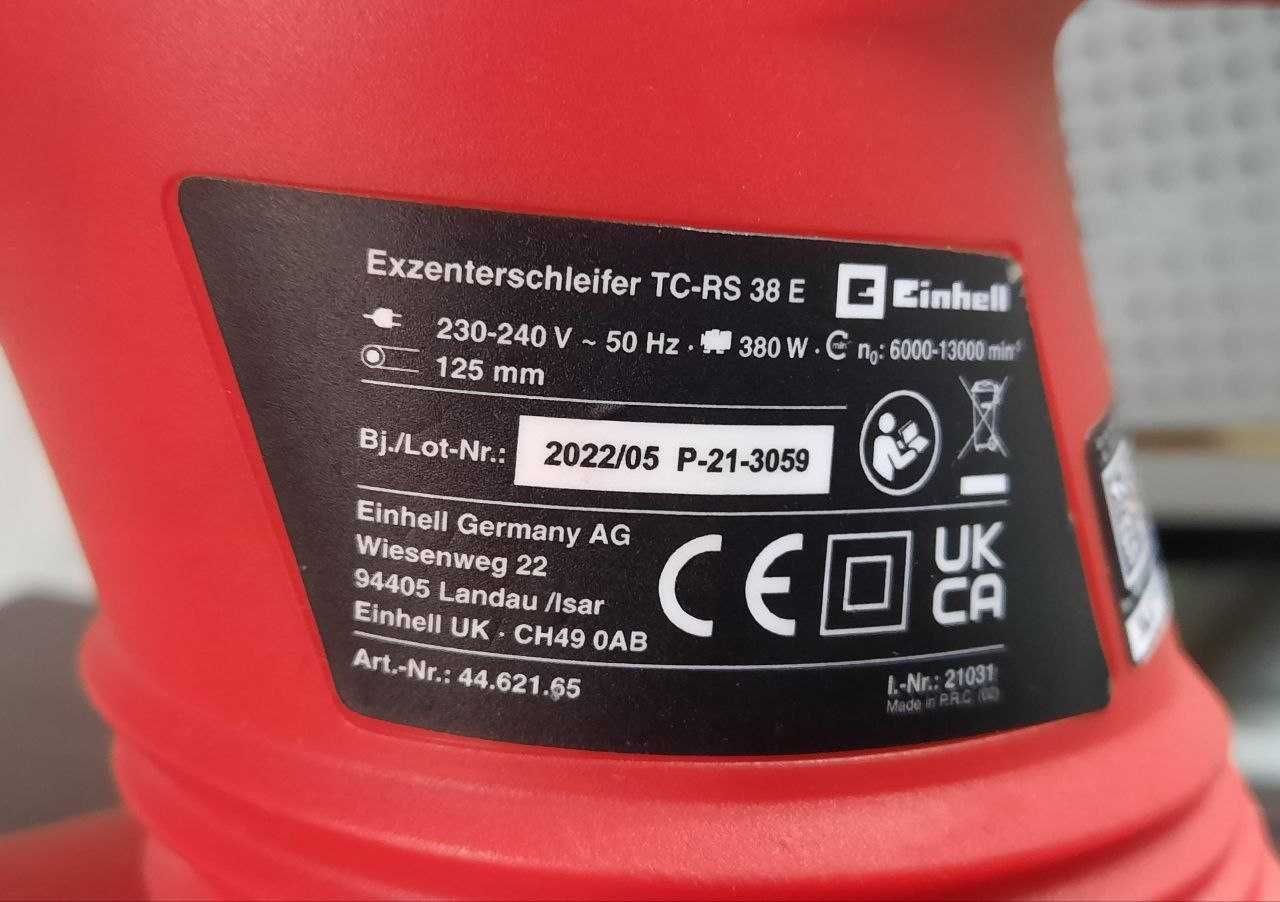 Exzenterschleifer TC-RS 38 E Einhell
230-240 V ~ 50 Hz · 380 W · n₀: 6000-13000 min⁻¹
125 mm
Bj./Lot-Nr.: 2022/05 P-21-3059
Einhell Germany AG
Wiesenweg 22
94405 Landau /Isar
Einhell UK · CH49 0AB
CE
UK
CA
Art.-Nr.: 44.621.65
I.-Nr.: 21031
Made in P.R.C.